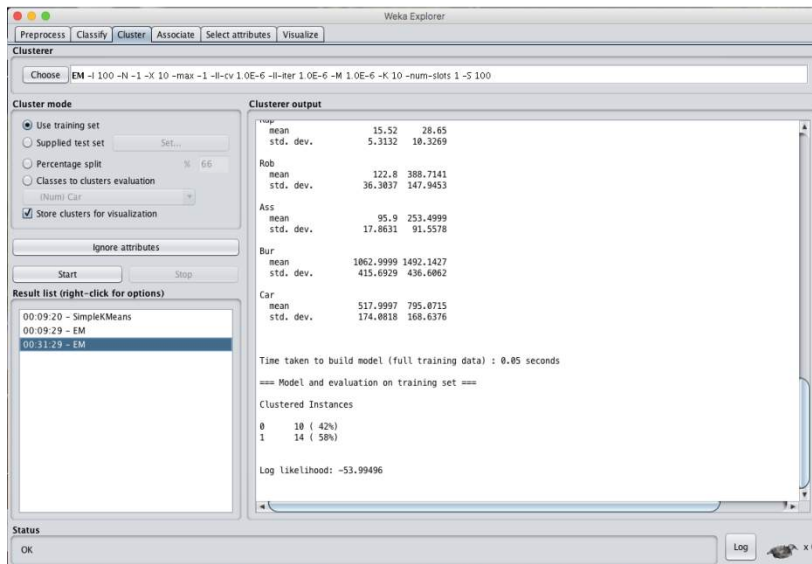 Weka Explorer
Preprocess Classify Cluster Associate Select attributes Visualize
Clusterer
Choose EM -I 100 -N -1 -X 10 -max -1 -ll-cv 1.0E-6 -ll-iter 1.0E-6 -M 1.0E-6 -K 10 -num-slots 1 -S 100
Cluster mode
Use training set
Supplied test set Set...
Percentage split % 66
Classes to clusters evaluation
(Num) Car
Store clusters for visualization
Ignore attributes
Start Stop
Result list (right-click for options)
00:09:20 - SimpleKMeans
00:09:29 - EM
00:31:29 - EM
Clusterer output
mean 15.52 28.65
std. dev. 5.3132 10.3269
Rob
mean 122.8 388.7141
std. dev. 36.3037 147.9453
Ass
mean 95.9 253.4999
std. dev. 17.8631 91.5578
Bur
mean 1062.9999 1492.1427
std. dev. 415.6929 436.6062
Car
mean 517.9997 795.0715
std. dev. 174.0818 168.6376
Time taken to build model (full training data) : 0.05 seconds
=== Model and evaluation on training set ===
Clustered Instances
0 10 ( 42%)
1 14 ( 58%)
Log likelihood: -53.99496
Status
OK
Log